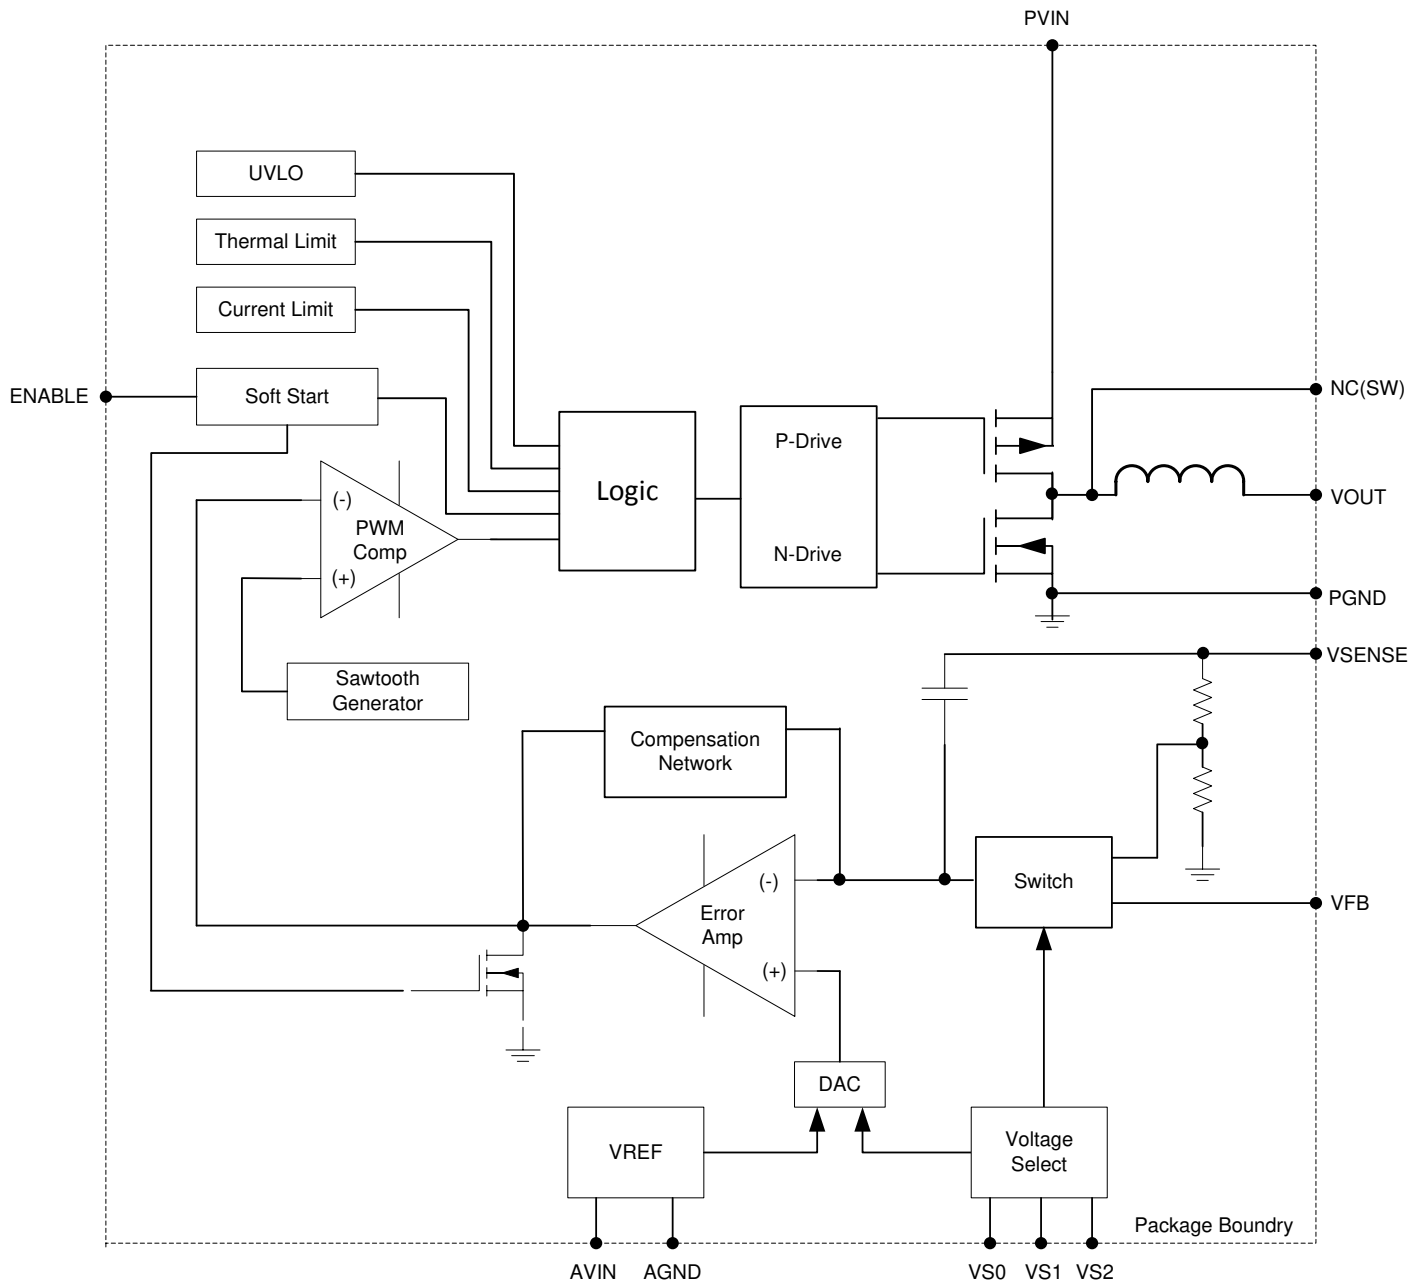 PVIN
UVLO
Thermal Limit
Current Limit
ENABLE
Soft Start
NC(SW)
P-Drive
Logic
VOUT
(-)
PWM
Comp
(+)
N-Drive
PGND
VSENSE
Sawtooth
Generator
Compensation
Network
Switch
(-)
Error
Amp
(+)
VFB
DAC
VREF
Voltage
Select
Package Boundry
AVIN
AGND
VS0
VS1
VS2